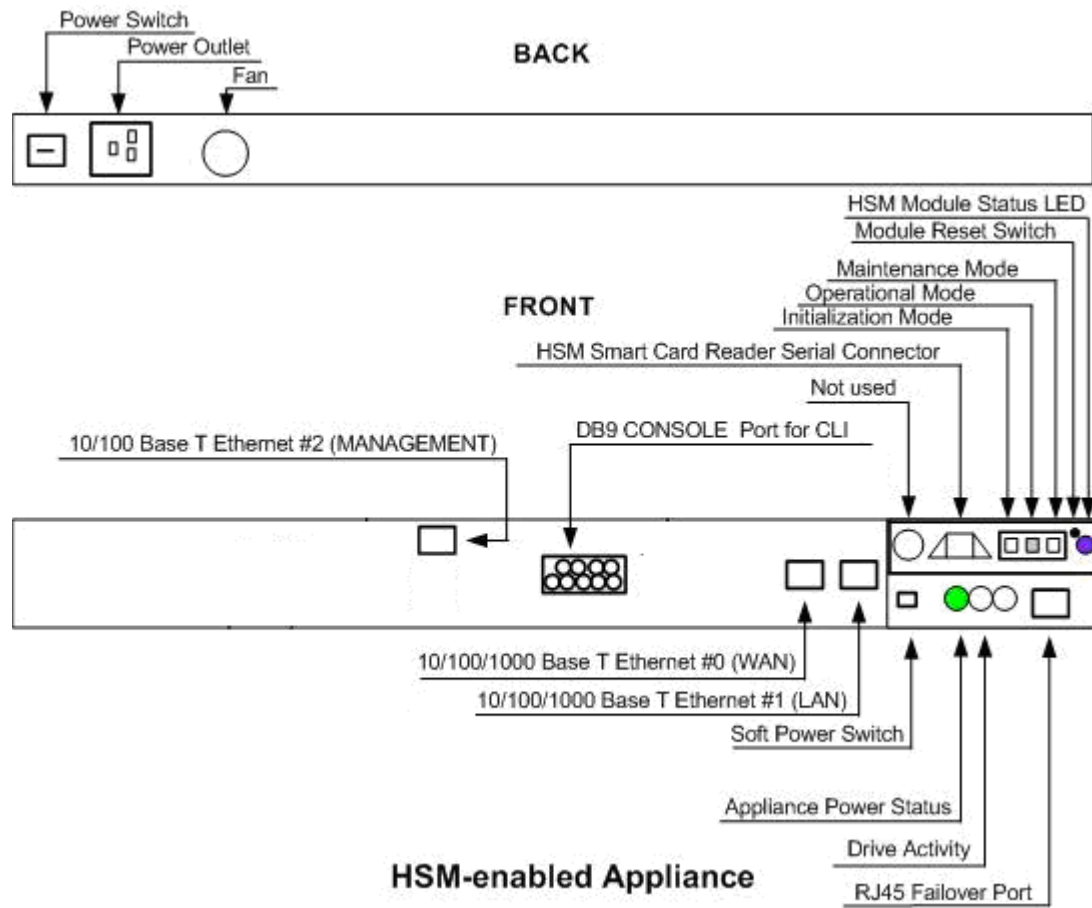 Power Switch
Power Outlet
BACK
Fan
HSM Module Status LED
Module Reset Switch
Maintenance Mode
Operational Mode
FRONT
Initialization Mode
HSM Smart Card Reader Serial Connector
Not used
10/100 Base T Ethernet #2 (MANAGEMENT)
DB9 CONSOLE Port for CLI
10/100/1000 Base T Ethernet #0 (WAN)
10/100/1000 Base T Ethernet #1 (LAN)
Soft Power Switch
Appliance Power Status
Drive Activity
HSM-enabled Appliance
RJ45 Failover Port